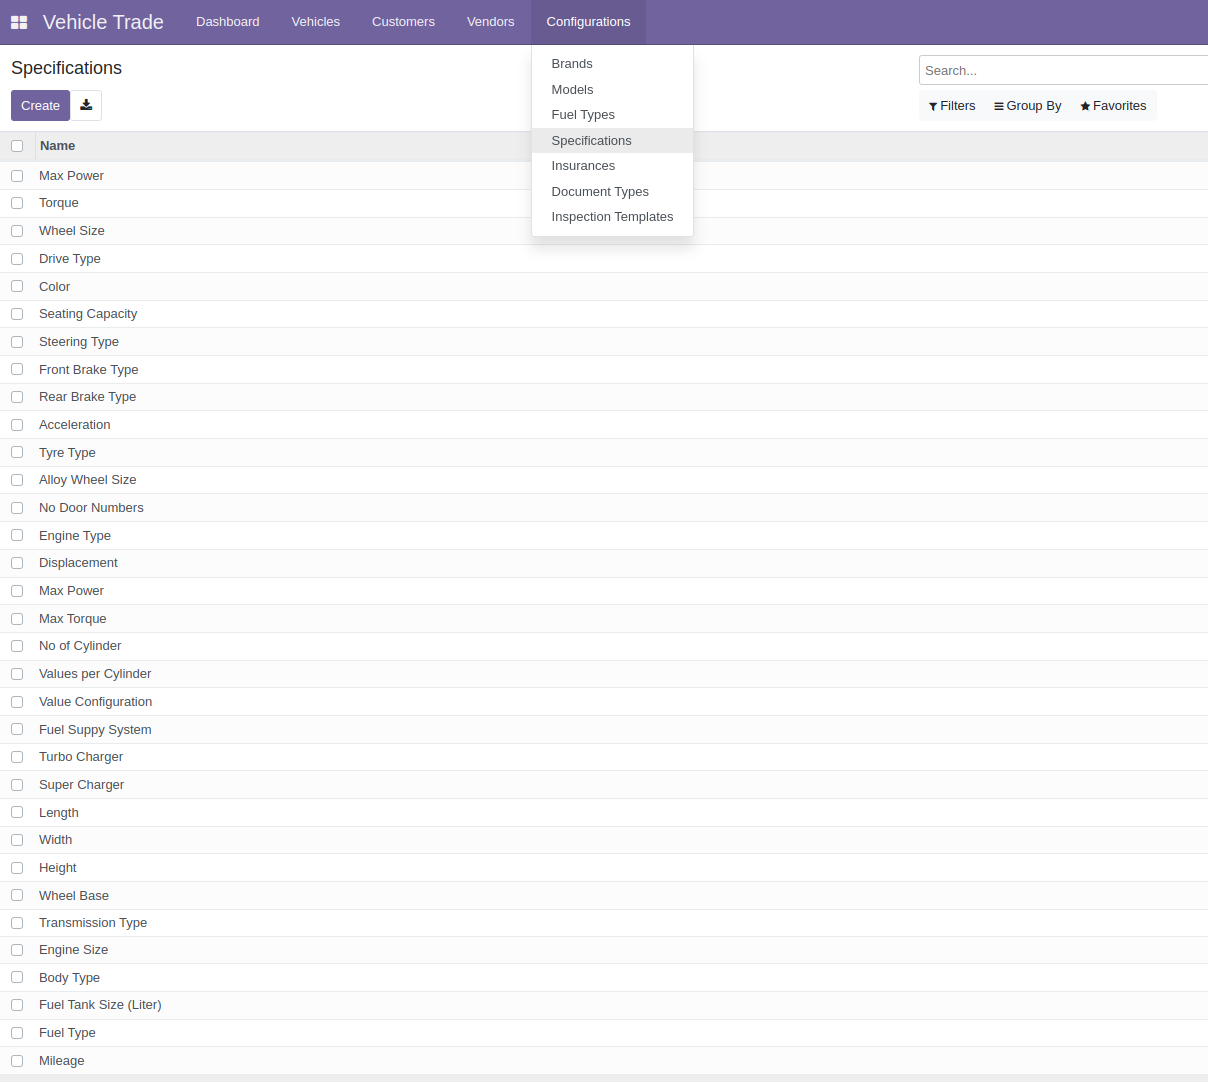 Vehicle Trade Dashboard Vehicles Customers Vendors Configurations
Specifications
Search...
Create
Filters Group By Favorites
Brands
Models
Fuel Types
Specifications
Insurances
Document Types
Inspection Templates
Name
Max Power
Torque
Wheel Size
Drive Type
Color
Seating Capacity
Steering Type
Front Brake Type
Rear Brake Type
Acceleration
Tyre Type
Alloy Wheel Size
No Door Numbers
Engine Type
Displacement
Max Power
Max Torque
No of Cylinder
Values per Cylinder
Value Configuration
Fuel Suppy System
Turbo Charger
Super Charger
Length
Width
Height
Wheel Base
Transmission Type
Engine Size
Body Type
Fuel Tank Size (Liter)
Fuel Type
Mileage